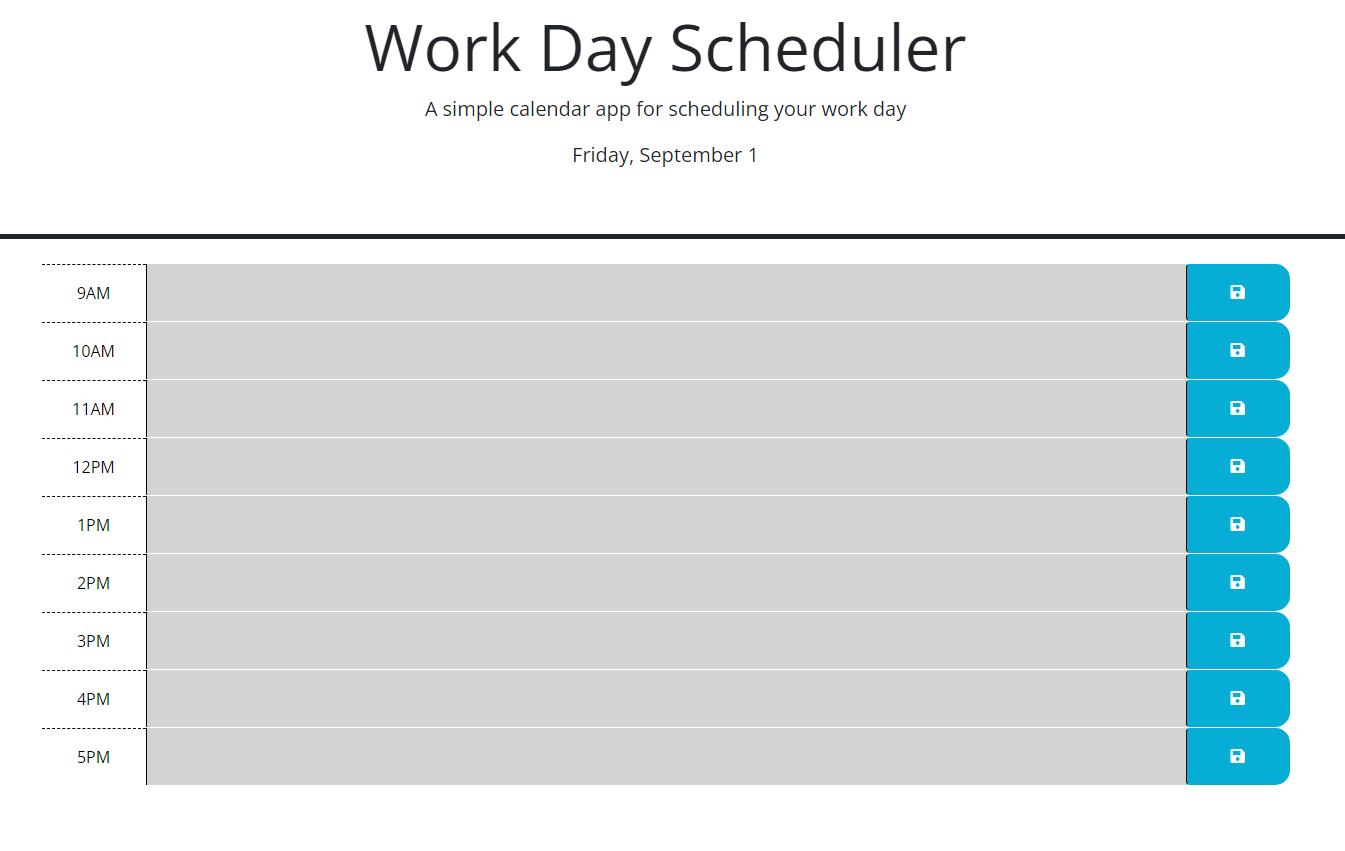 Work Day Scheduler
A simple calendar app for scheduling your work day
Friday, September 1
9AM
10AM
11AM
12PM
1PM
2PM
3PM
4PM
5PM